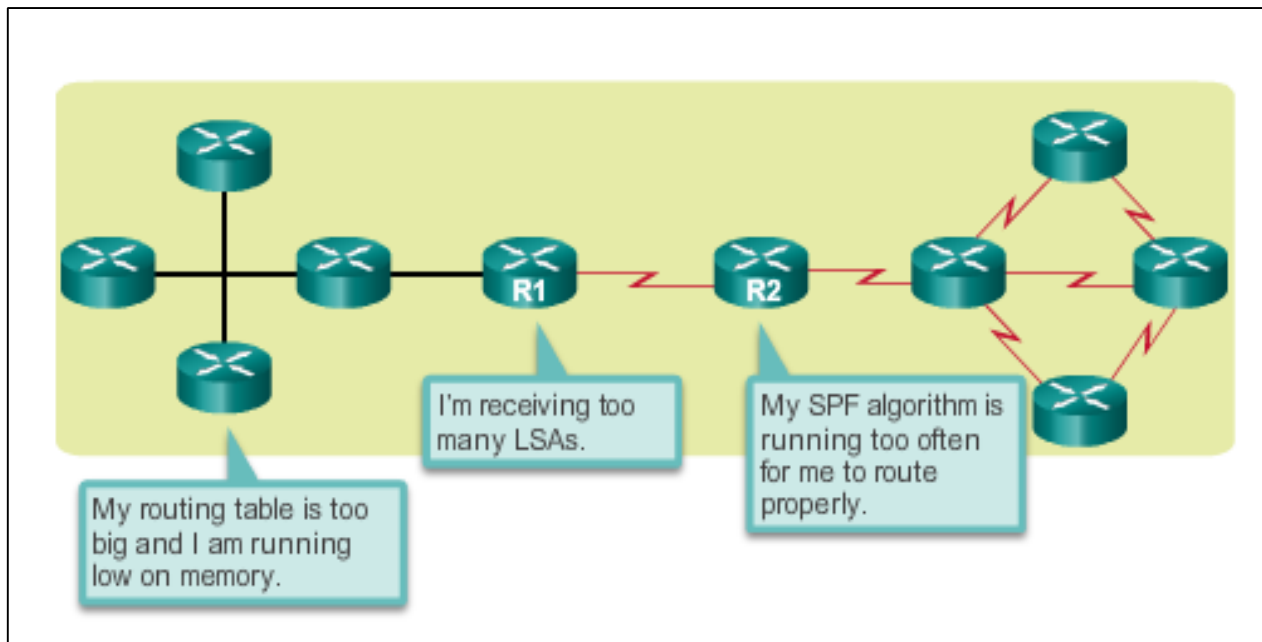 R1
R2
I'm receiving too
many LSAs.
My SPF algorithm is
running too often
for me to route
properly.
My routing table is too
big and I am running
low on memory.